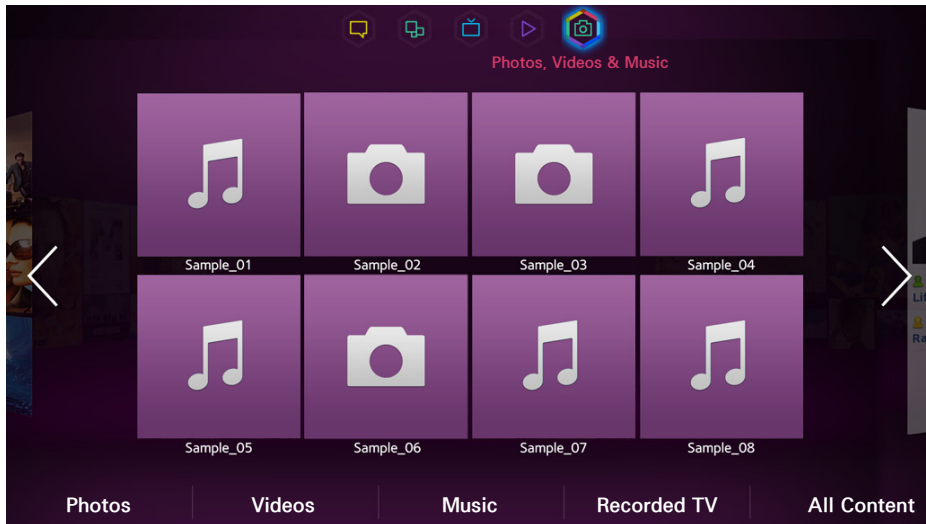 Photos, Videos & Music
Sample_01 Sample_02 Sample_03 Sample_04
Sample_05 Sample_06 Sample_07 Sample_08
Photos Videos Music Recorded TV All Content